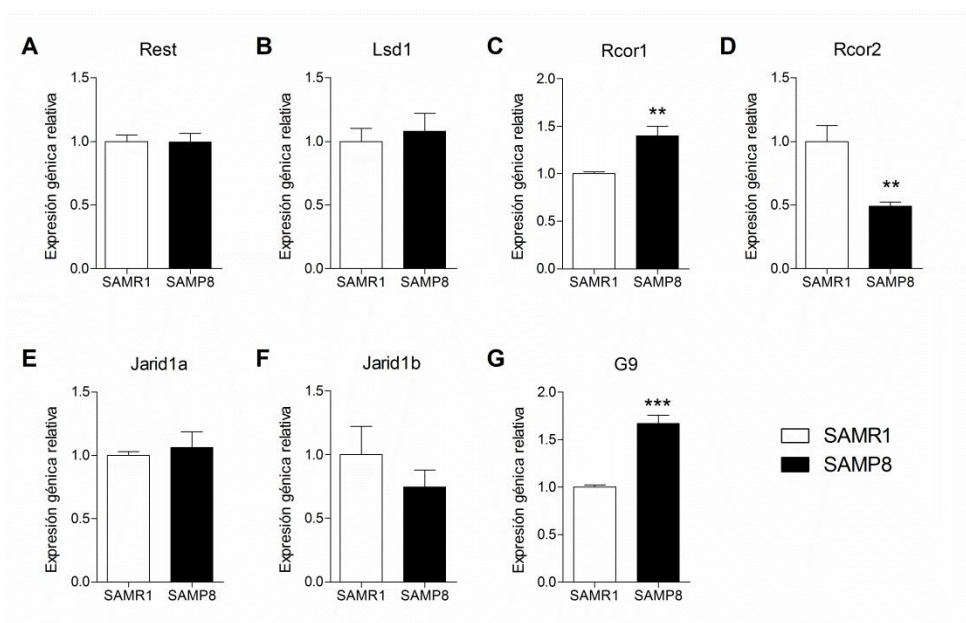 A
Rest
Expresión génica relativa
1.5
1.0
0.5
0.0
SAMR1 SAMP8
B
Lsd1
Expresión génica relativa
1.5
1.0
0.5
0.0
SAMR1 SAMP8
C
Rcor1
Expresión génica relativa
2.0
1.5
1.0
0.5
0.0
**
SAMR1 SAMP8
D
Rcor2
Expresión génica relativa
1.5
1.0
0.5
0.0
**
SAMR1 SAMP8
E
Jarid1a
Expresión génica relativa
1.5
1.0
0.5
0.0
SAMR1 SAMP8
F
Jarid1b
Expresión génica relativa
1.5
1.0
0.5
0.0
SAMR1 SAMP8
G
G9
Expresión génica relativa
2.0
1.5
1.0
0.5
0.0
***
SAMR1 SAMP8
SAMR1
SAMP8